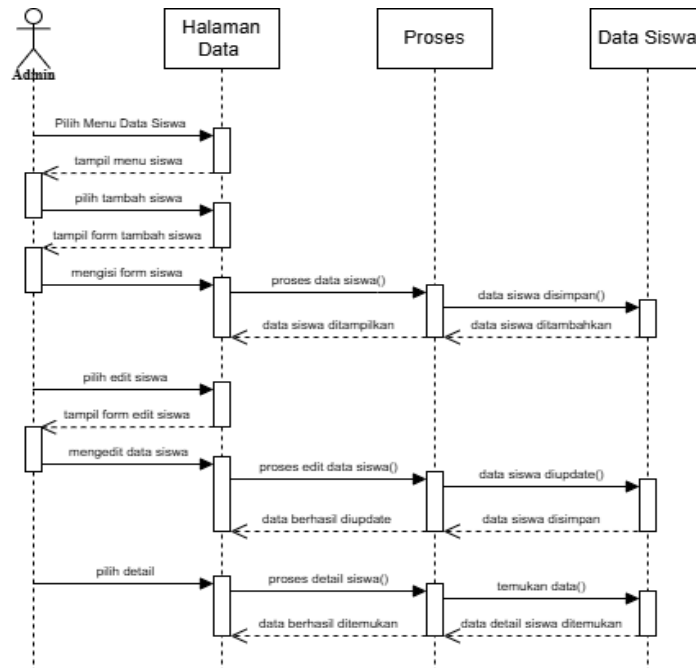 Halaman
Data
Proses
Data Siswa
Admin
Pilih Menu Data Siswa
tampil menu siswa
pilih tambah siswa
tampil form tambah siswa
mengisi form siswa
proses data siswa()
data siswa disimpan()
data siswa ditampilkan
data siswa ditambahkan
pilih edit siswa
tampil form edit siswa
mengedit data siswa
proses edit data siswa()
data siswa diupdate()
data berhasil diupdate
data siswa disimpan
pilih detail
proses detail siswa()
temukan data()
data berhasil ditemukan
data detail siswa ditemukan